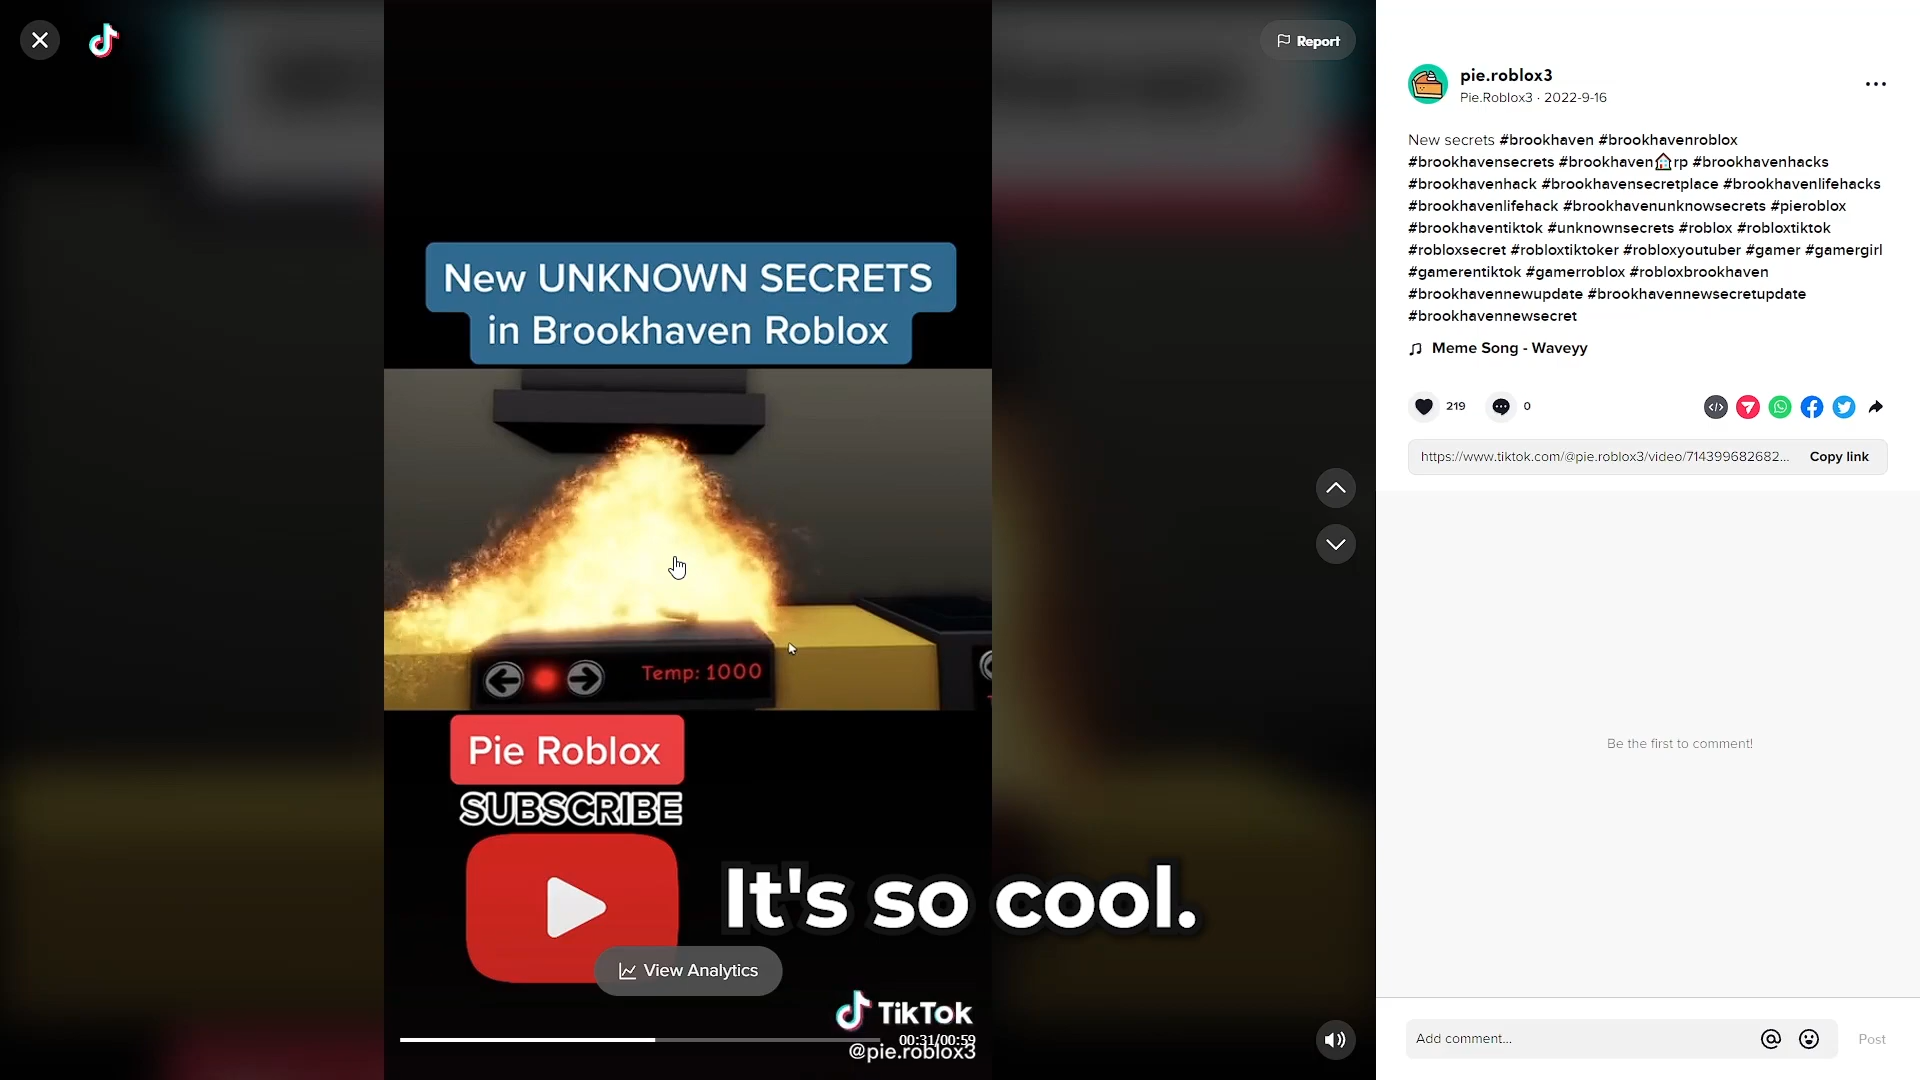 Report
New UNKNOWN SECRETS
in Brookhaven Roblox
Temp: 1000
Pie Roblox
SUBSCRIBE
It's so cool.
View Analytics
TikTok
00:31/00:59
@pie.roblox3
pie.roblox3
Pie.Roblox3 · 2022-9-16
New secrets #brookhaven #brookhavenroblox
#brookhavensecrets #brookhaven🏠rp #brookhavenhacks
#brookhavenhack #brookhavensecretplace #brookhavenlifehacks
#brookhavenlifehack #brookhavenunknowsecrets #pieroblox
#brookhaventiktok #unknownsecrets #roblox #robloxtiktok
#robloxsecret #robloxtiktoker #robloxyoutuber #gamer #gamergirl
#gamerentiktok #gamerroblox #robloxbrookhaven
#brookhavennewupdate #brookhavennewsecretupdate
#brookhavennewsecret
Meme Song - Waveyy
219
0
https://www.tiktok.com/@pie.roblox3/video/714399682682...
Copy link
Be the first to comment!
Add comment...
Post